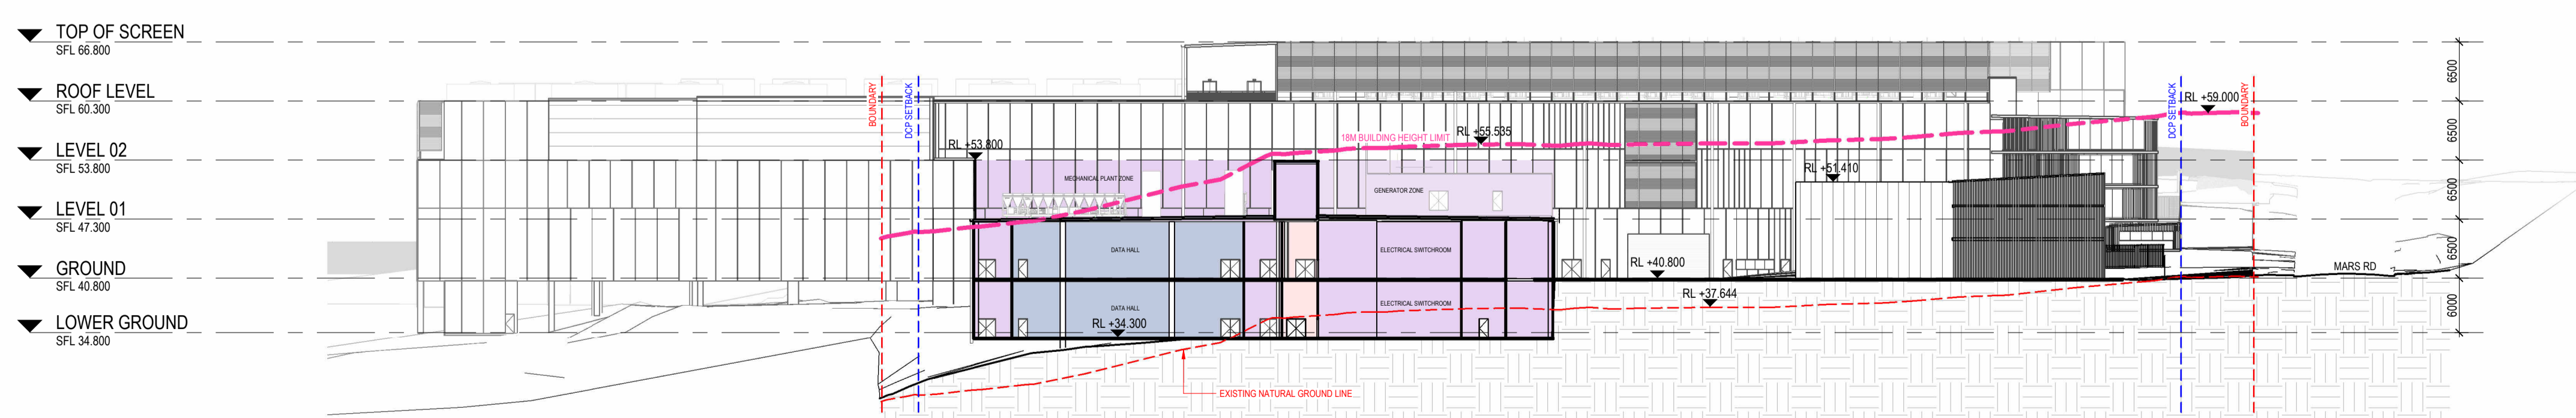 TOP OF SCREEN
SFL 66.800
ROOF LEVEL
SFL 60.300
LEVEL 02
SFL 53.800
LEVEL 01
SFL 47.300
GROUND
SFL 40.800
LOWER GROUND
SFL 34.800
BOUNDARY
DCP SETBACK
RL +53.800
MECHANICAL PLANT ZONE
18M BUILDING HEIGHT LIMIT
RL +55.535
GENERATOR ZONE
RL +51.410
DCP SETBACK
RL +59.000
BOUNDARY
DATA HALL
ELECTRICAL SWITCHROOM
RL +40.800
MARS RD
DATA HALL
ELECTRICAL SWITCHROOM
RL +34.300
RL +37.644
EXISTING NATURAL GROUND LINE
6500
6500
6500
6500
6000